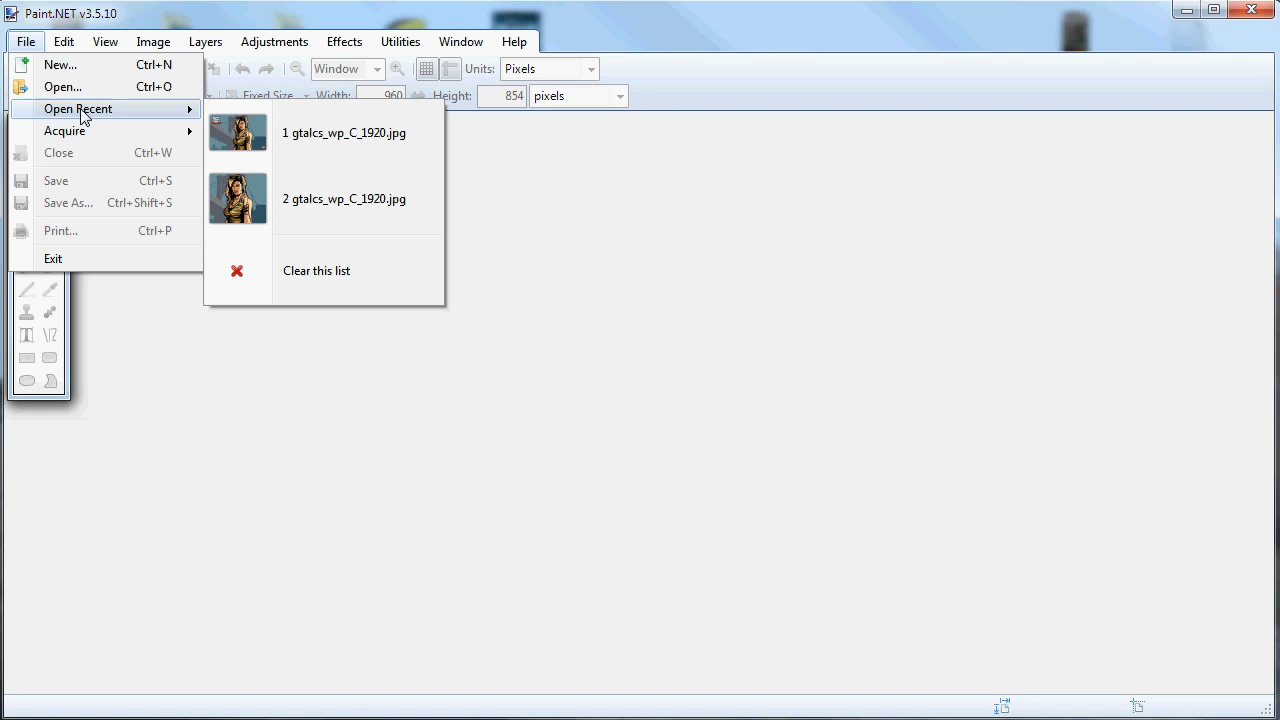 Paint.NET v3.5.10
File Edit View Image Layers Adjustments Effects Utilities Window Help
New... Ctrl+N
Window Units: Pixels
Open... Ctrl+O
Fixed Size Width: 960 Height: 854 pixels
Open Recent
1 gtalcs_wp_C_1920.jpg
Acquire
Close Ctrl+W
Save Ctrl+S
2 gtalcs_wp_C_1920.jpg
Save As... Ctrl+Shift+S
Print... Ctrl+P
Exit
Clear this list